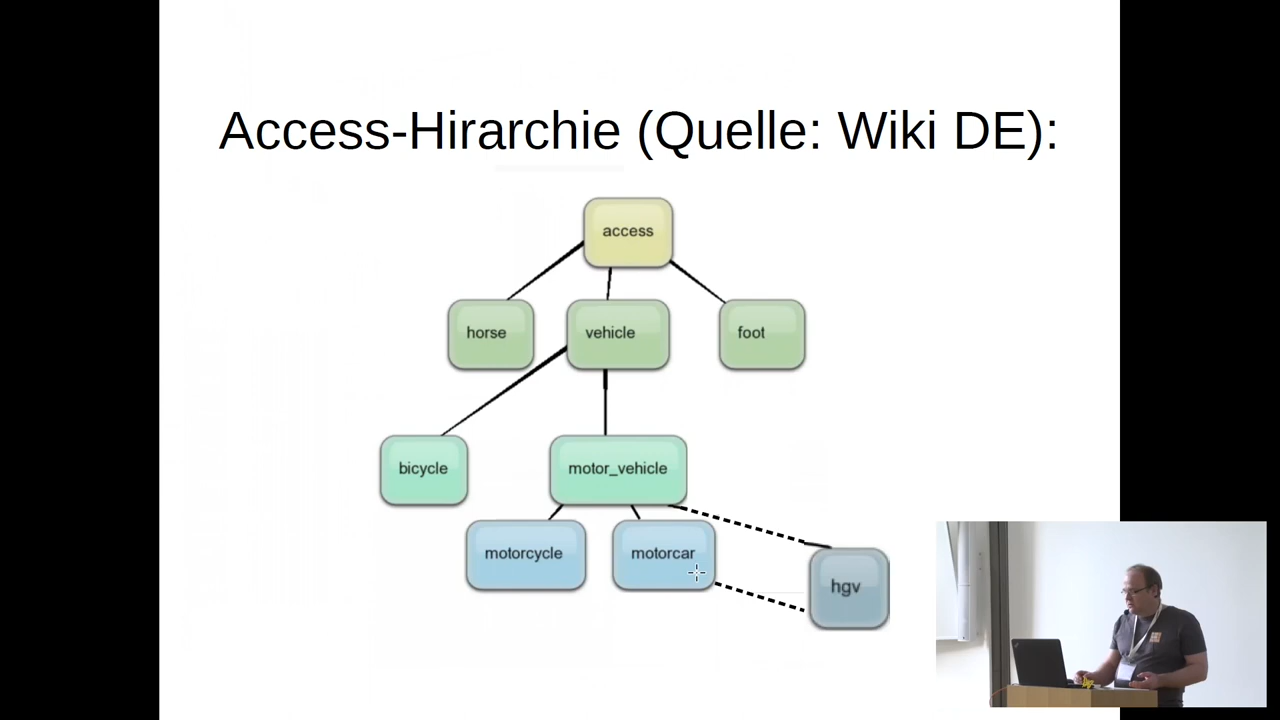 Access-Hirarchie (Quelle: Wiki DE):
access
horse
vehicle
foot
bicycle
motor_vehicle
motorcycle
motorcar
hgv